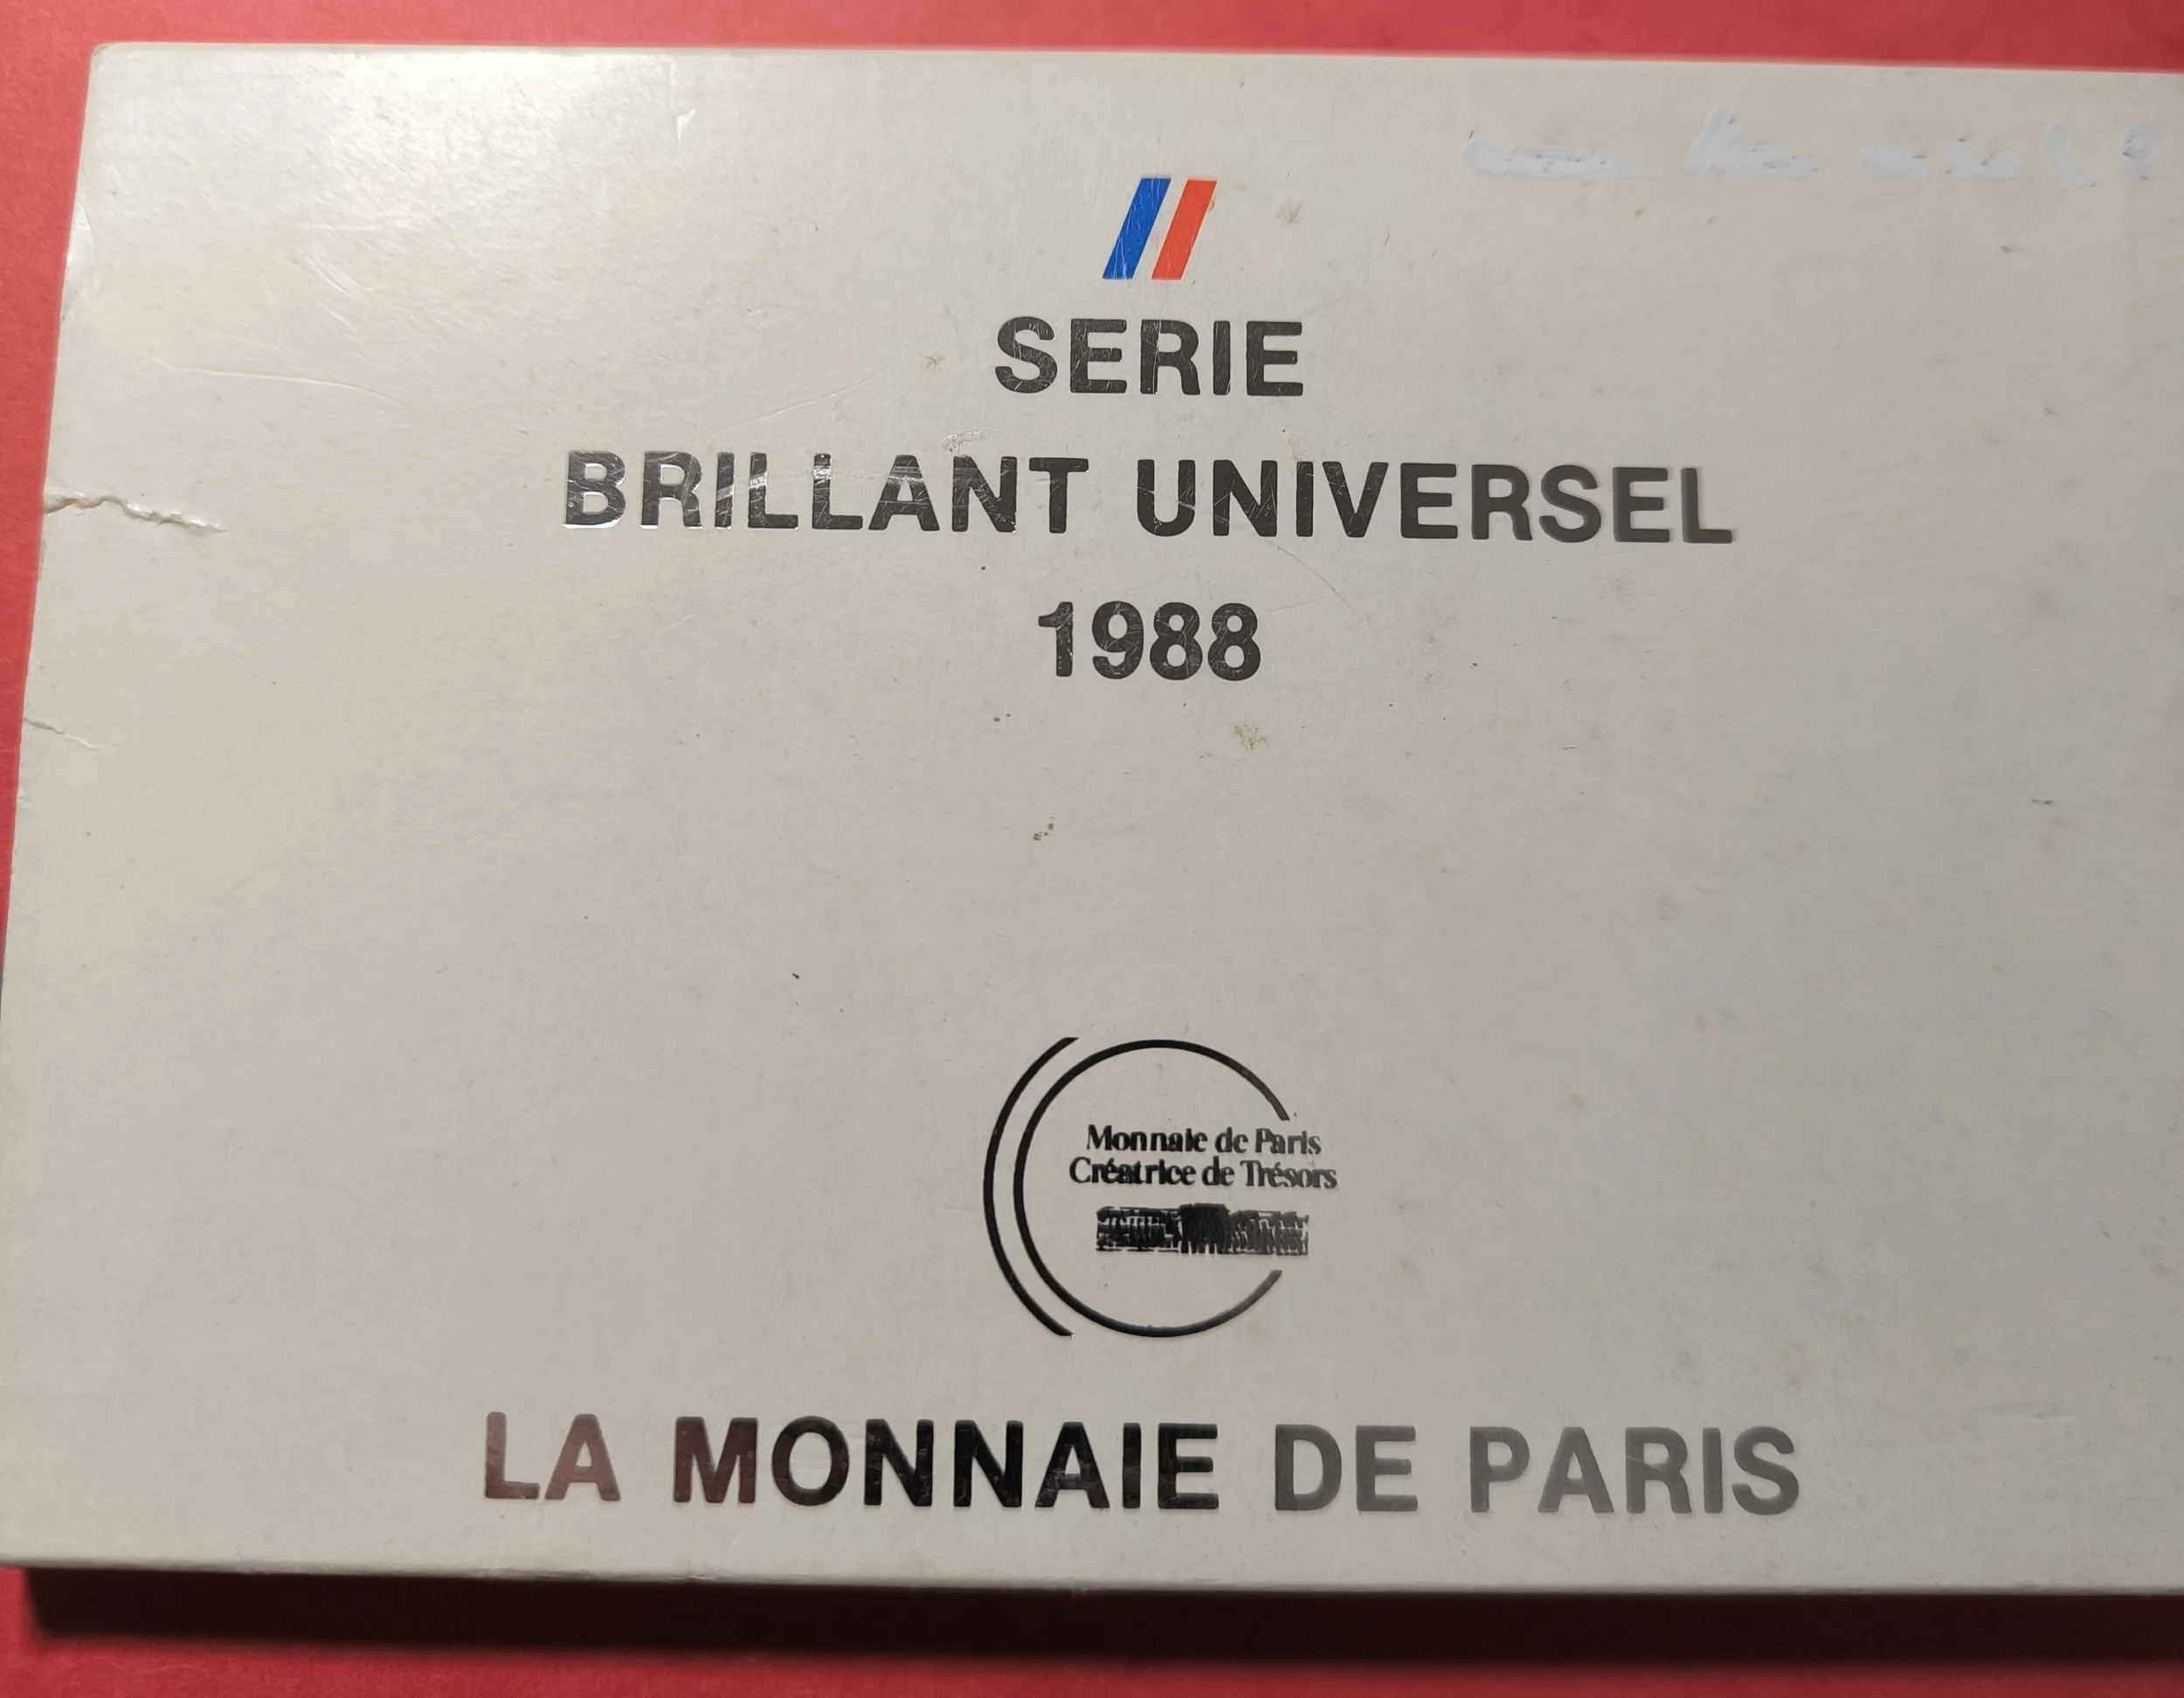 SERIE
BRILLANT UNIVERSEL
1988
Monnaie de Paris
Créatrice de Trésors
LA MONNAIE DE PARIS